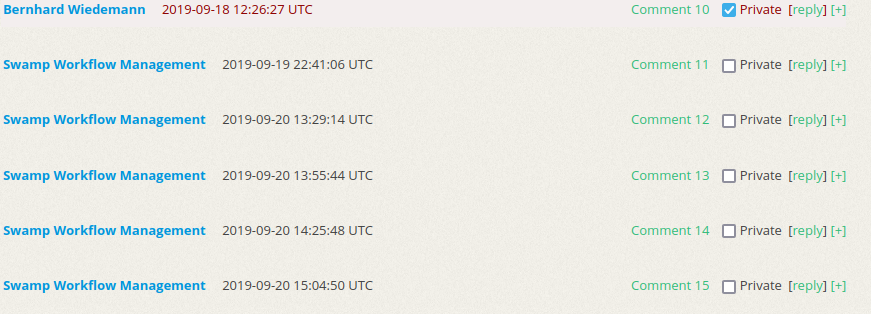 Bernhard Wiedemann 2019-09-18 12:26:27 UTC Comment 10 Private [reply] [+]
Swamp Workflow Management 2019-09-19 22:41:06 UTC Comment 11 Private [reply] [+]
Swamp Workflow Management 2019-09-20 13:29:14 UTC Comment 12 Private [reply] [+]
Swamp Workflow Management 2019-09-20 13:55:44 UTC Comment 13 Private [reply] [+]
Swamp Workflow Management 2019-09-20 14:25:48 UTC Comment 14 Private [reply] [+]
Swamp Workflow Management 2019-09-20 15:04:50 UTC Comment 15 Private [reply] [+]